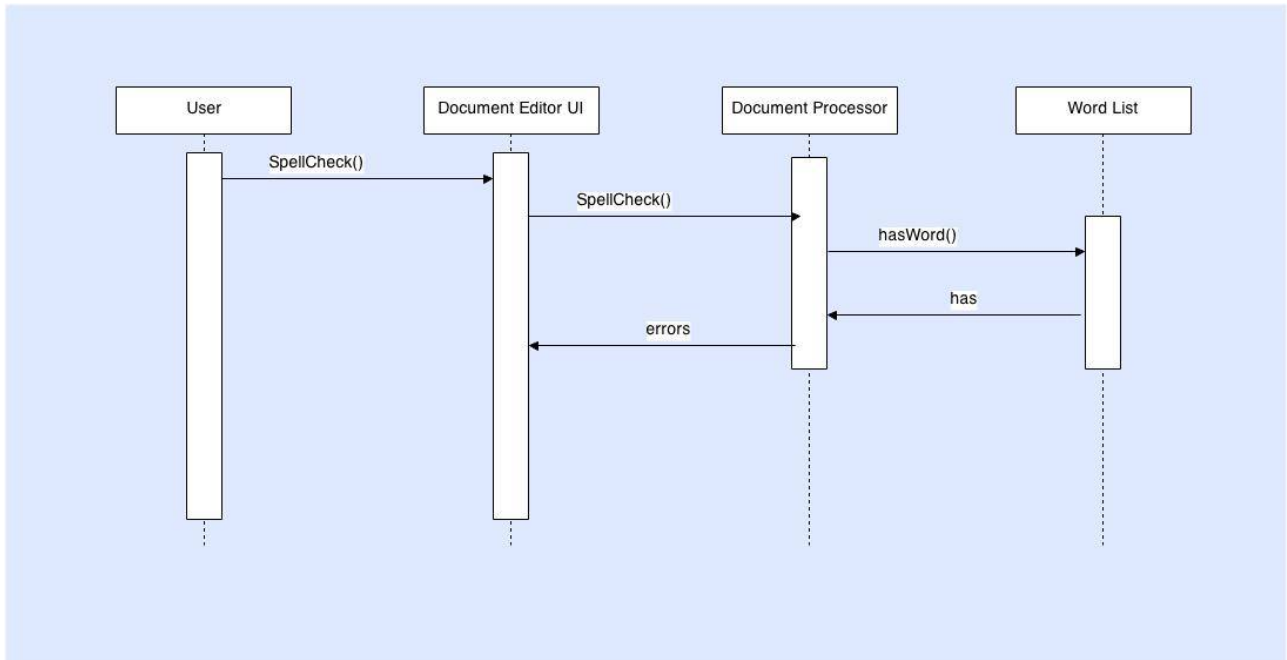 User
Document Editor UI
Document Processor
Word List
SpellCheck()
SpellCheck()
hasWord()
has
errors